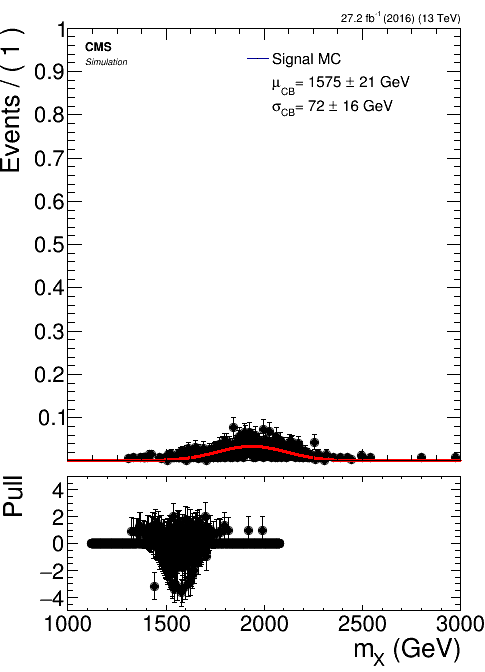 27.2 fb⁻¹ (2016) (13 TeV)
CMS
Simulation
Signal MC
μCB= 1575 ± 21 GeV
σCB= 72 ± 16 GeV
Events / ( 1 )
1
0.9
0.8
0.7
0.6
0.5
0.4
0.3
0.2
0.1
Pull
4
2
0
−2
−4
1000 1500 2000 2500 3000
mX (GeV)